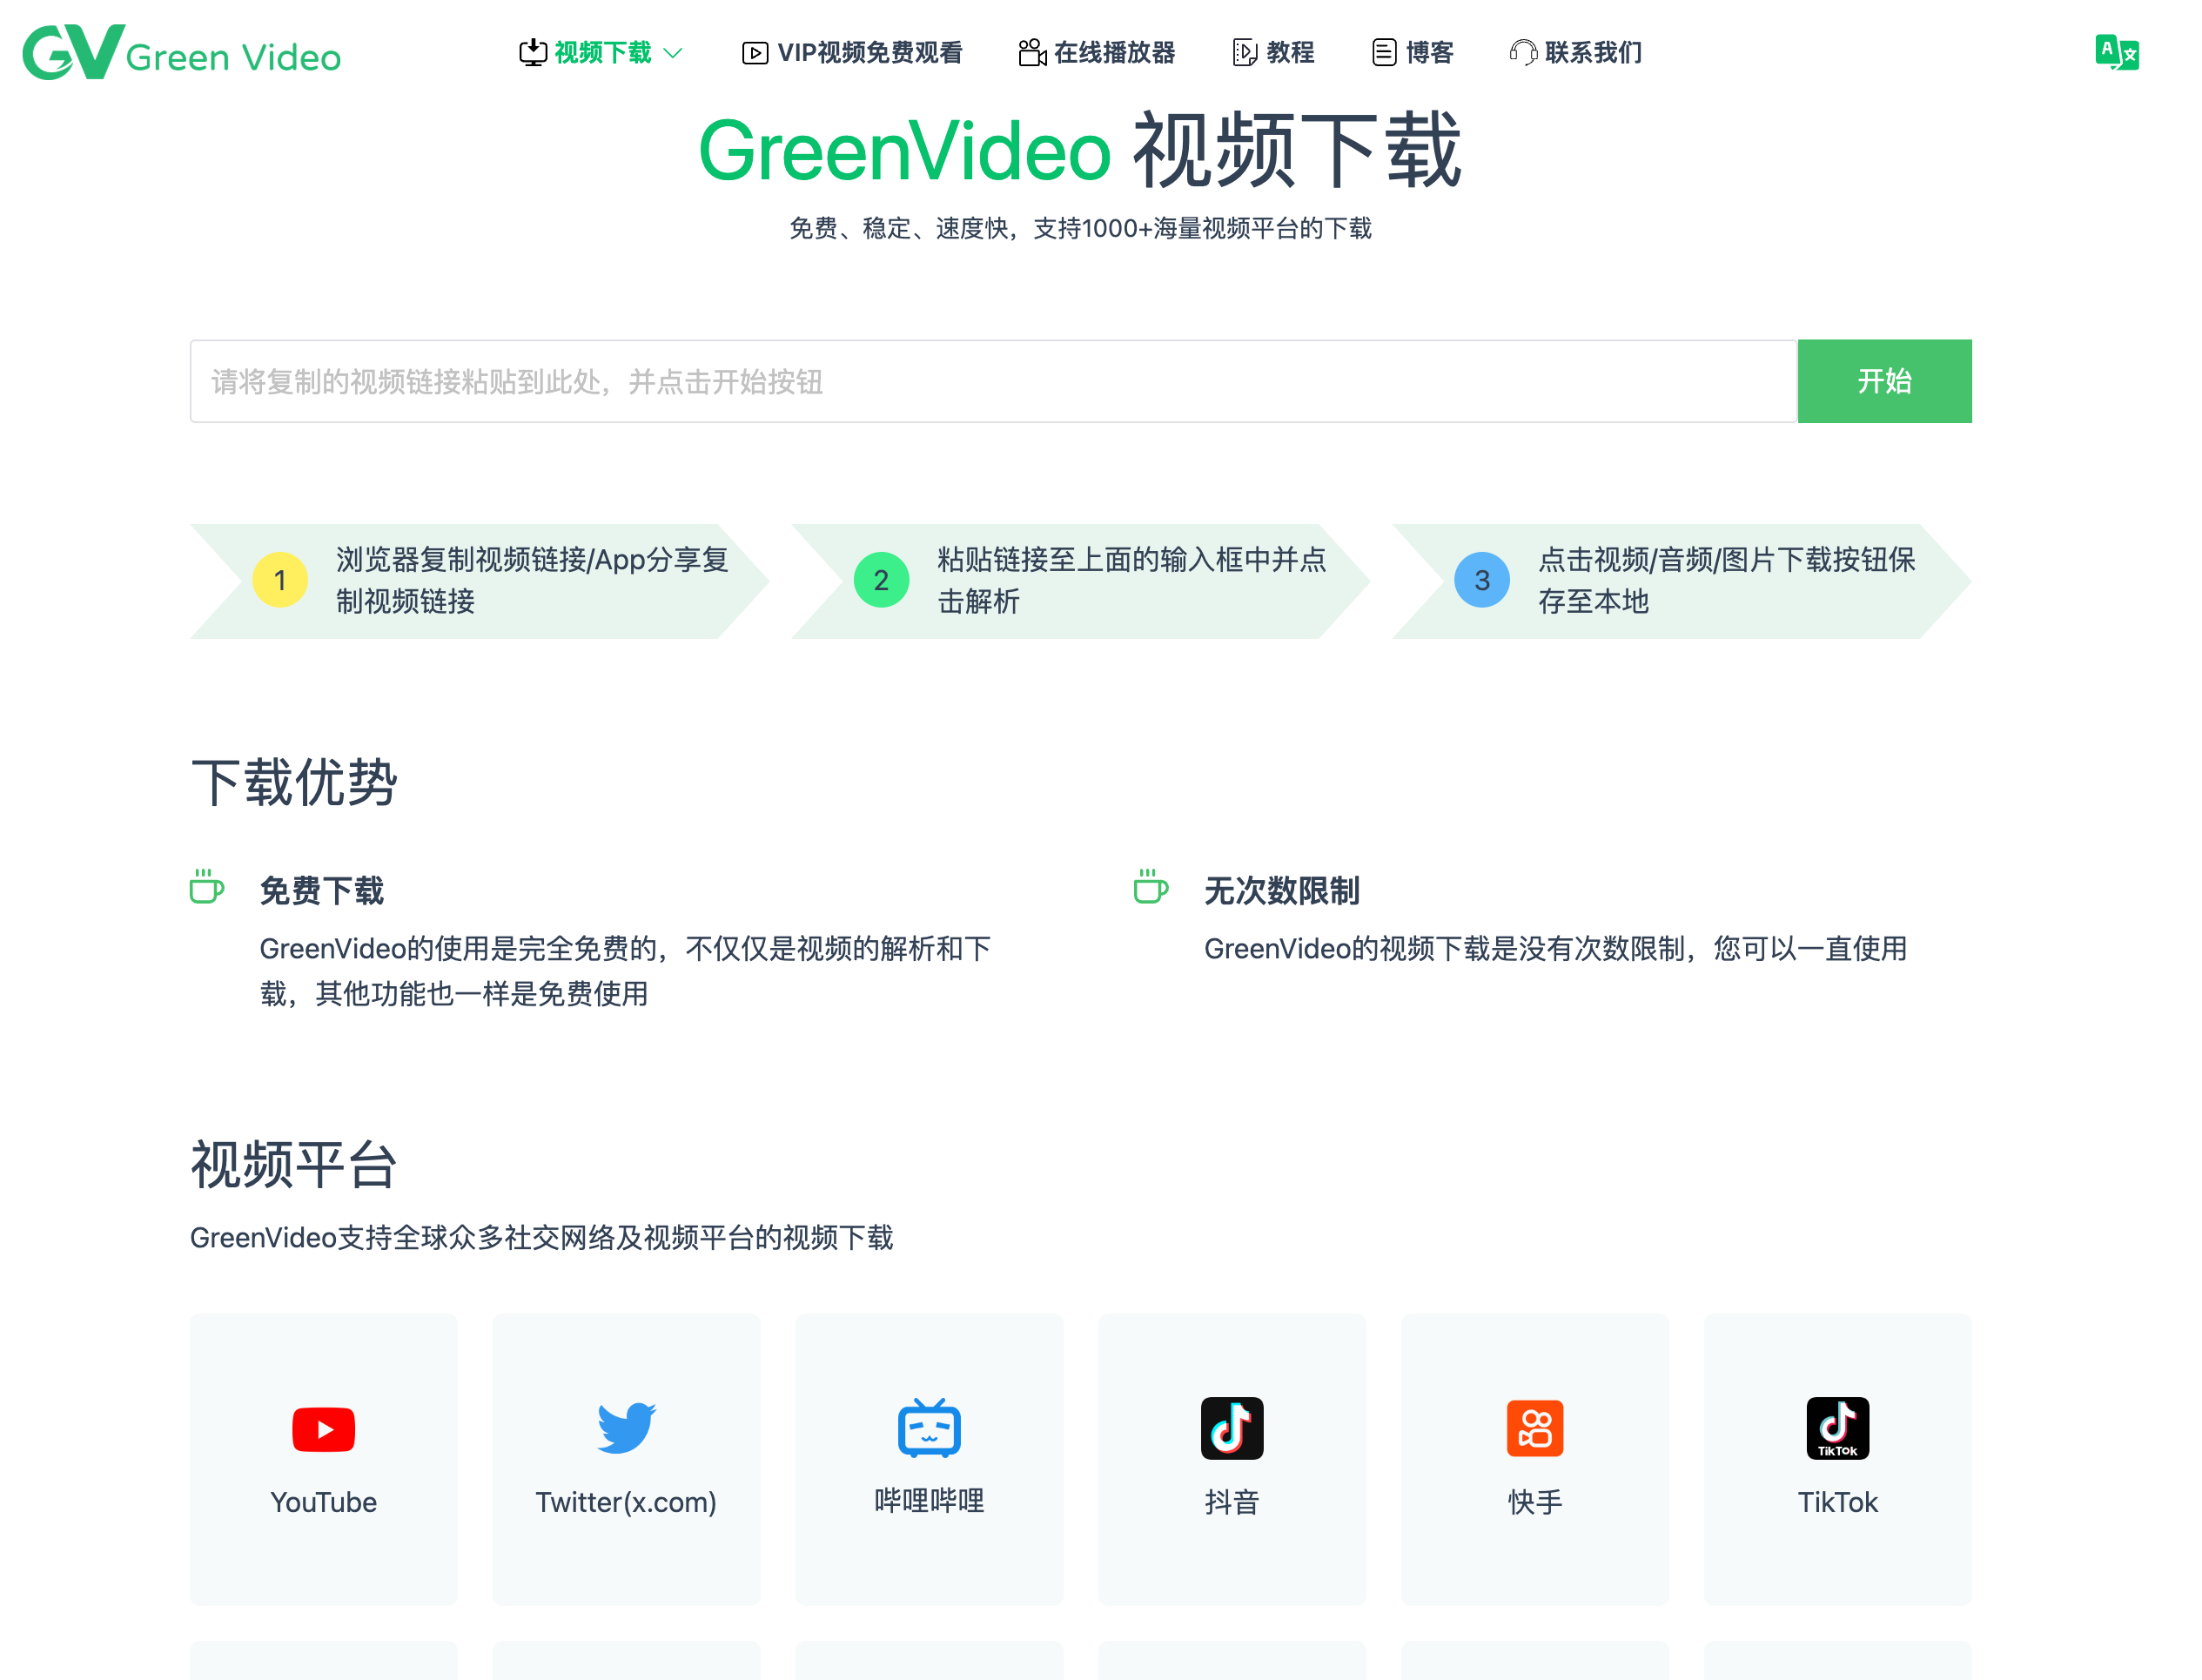 GV Green Video
视频下载
VIP视频免费观看
在线播放器
教程
博客
联系我们
A 文
GreenVideo 视频下载
免费、稳定、速度快，支持1000+海量视频平台的下载
请将复制的视频链接粘贴到此处，并点击开始按钮
开始
1
浏览器复制视频链接/App分享复
制视频链接
2
粘贴链接至上面的输入框中并点
击解析
3
点击视频/音频/图片下载按钮保
存至本地
下载优势
免费下载
GreenVideo的使用是完全免费的，不仅仅是视频的解析和下
载，其他功能也一样是免费使用
无次数限制
GreenVideo的视频下载是没有次数限制，您可以一直使用
视频平台
GreenVideo支持全球众多社交网络及视频平台的视频下载
YouTube
Twitter(x.com)
哔哩哔哩
抖音
快手
TikTok
TikTok